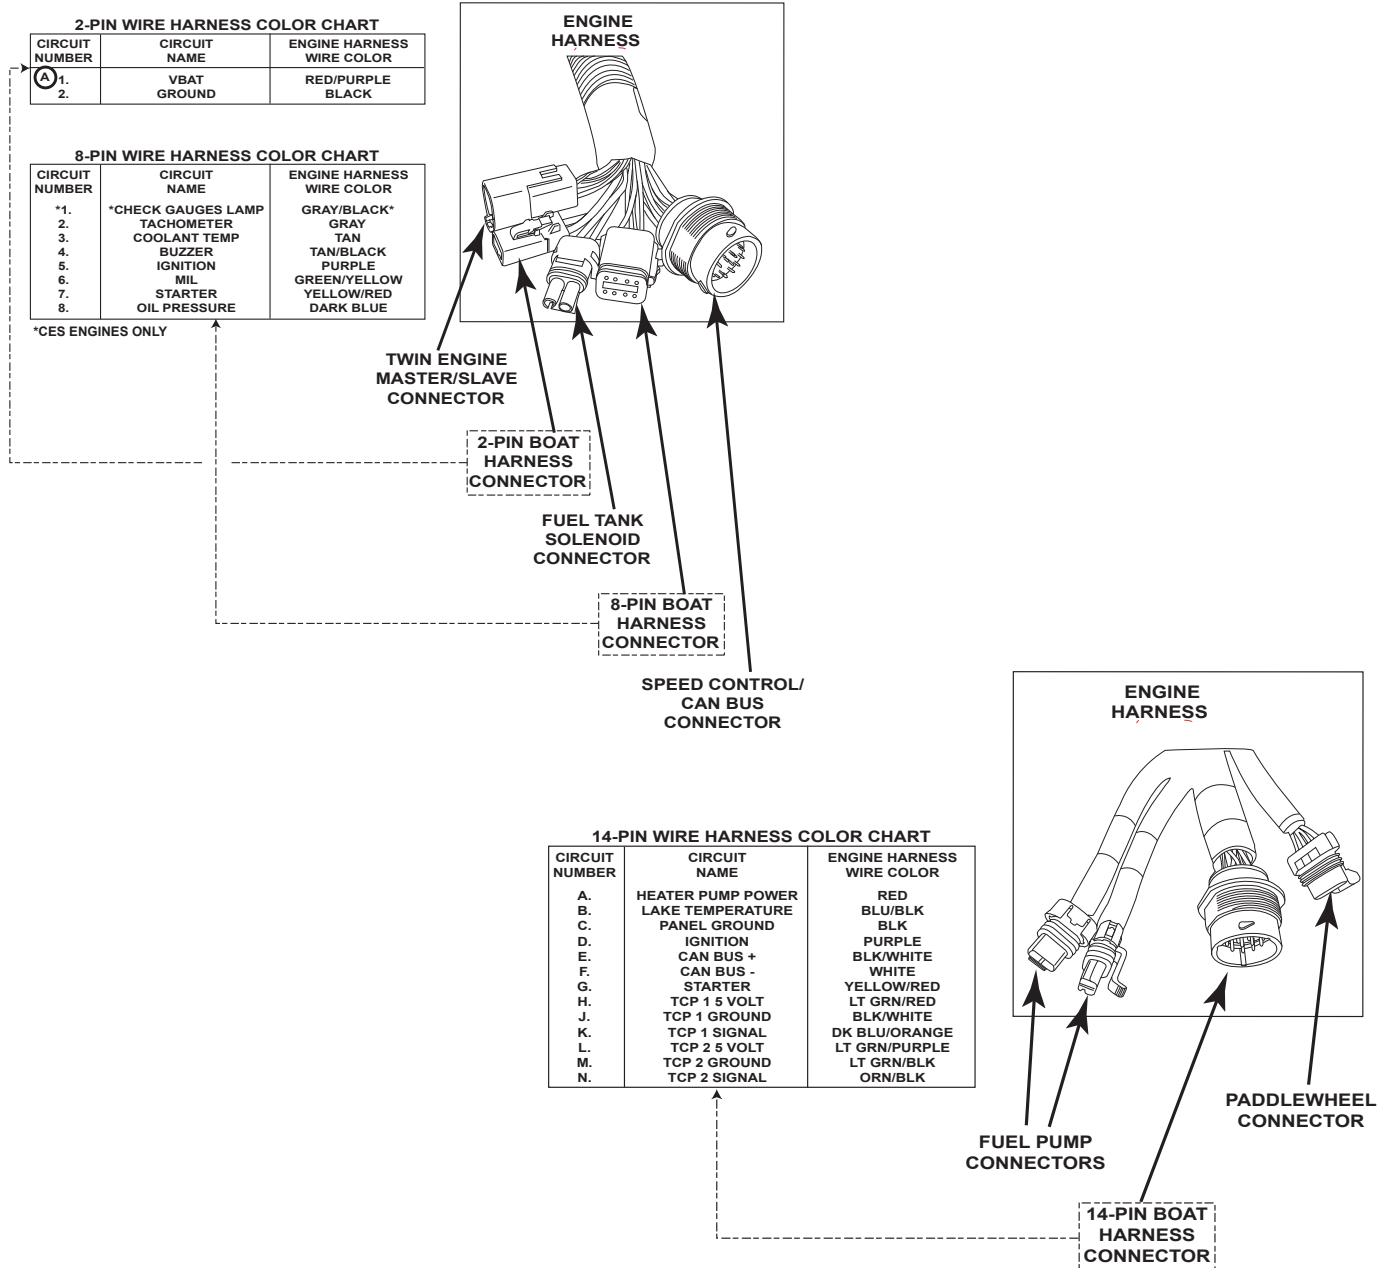 2-PIN WIRE HARNESS COLOR CHART
CIRCUIT NUMBER CIRCUIT NAME ENGINE HARNESS WIRE COLOR
A 1. VBAT RED/PURPLE
2. GROUND BLACK
8-PIN WIRE HARNESS COLOR CHART
CIRCUIT NUMBER CIRCUIT NAME ENGINE HARNESS WIRE COLOR
*1. *CHECK GAUGES LAMP GRAY/BLACK*
2. TACHOMETER GRAY
3. COOLANT TEMP TAN
4. BUZZER TAN/BLACK
5. IGNITION PURPLE
6. MIL GREEN/YELLOW
7. STARTER YELLOW/RED
8. OIL PRESSURE DARK BLUE
*CES ENGINES ONLY
ENGINE
HARNESS
TWIN ENGINE
MASTER/SLAVE
CONNECTOR
2-PIN BOAT
HARNESS
CONNECTOR
FUEL TANK
SOLENOID
CONNECTOR
8-PIN BOAT
HARNESS
CONNECTOR
SPEED CONTROL/
CAN BUS
CONNECTOR
ENGINE
HARNESS
14-PIN WIRE HARNESS COLOR CHART
CIRCUIT NUMBER CIRCUIT NAME ENGINE HARNESS WIRE COLOR
A. HEATER PUMP POWER RED
B. LAKE TEMPERATURE BLU/BLK
C. PANEL GROUND BLK
D. IGNITION PURPLE
E. CAN BUS + BLK/WHITE
F. CAN BUS - WHITE
G. STARTER YELLOW/RED
H. TCP 1 5 VOLT LT GRN/RED
J. TCP 1 GROUND BLK/WHITE
K. TCP 1 SIGNAL DK BLU/ORANGE
L. TCP 2 5 VOLT LT GRN/PURPLE
M. TCP 2 GROUND LT GRN/BLK
N. TCP 2 SIGNAL ORN/BLK
PADDLEWHEEL
CONNECTOR
FUEL PUMP
CONNECTORS
14-PIN BOAT
HARNESS
CONNECTOR